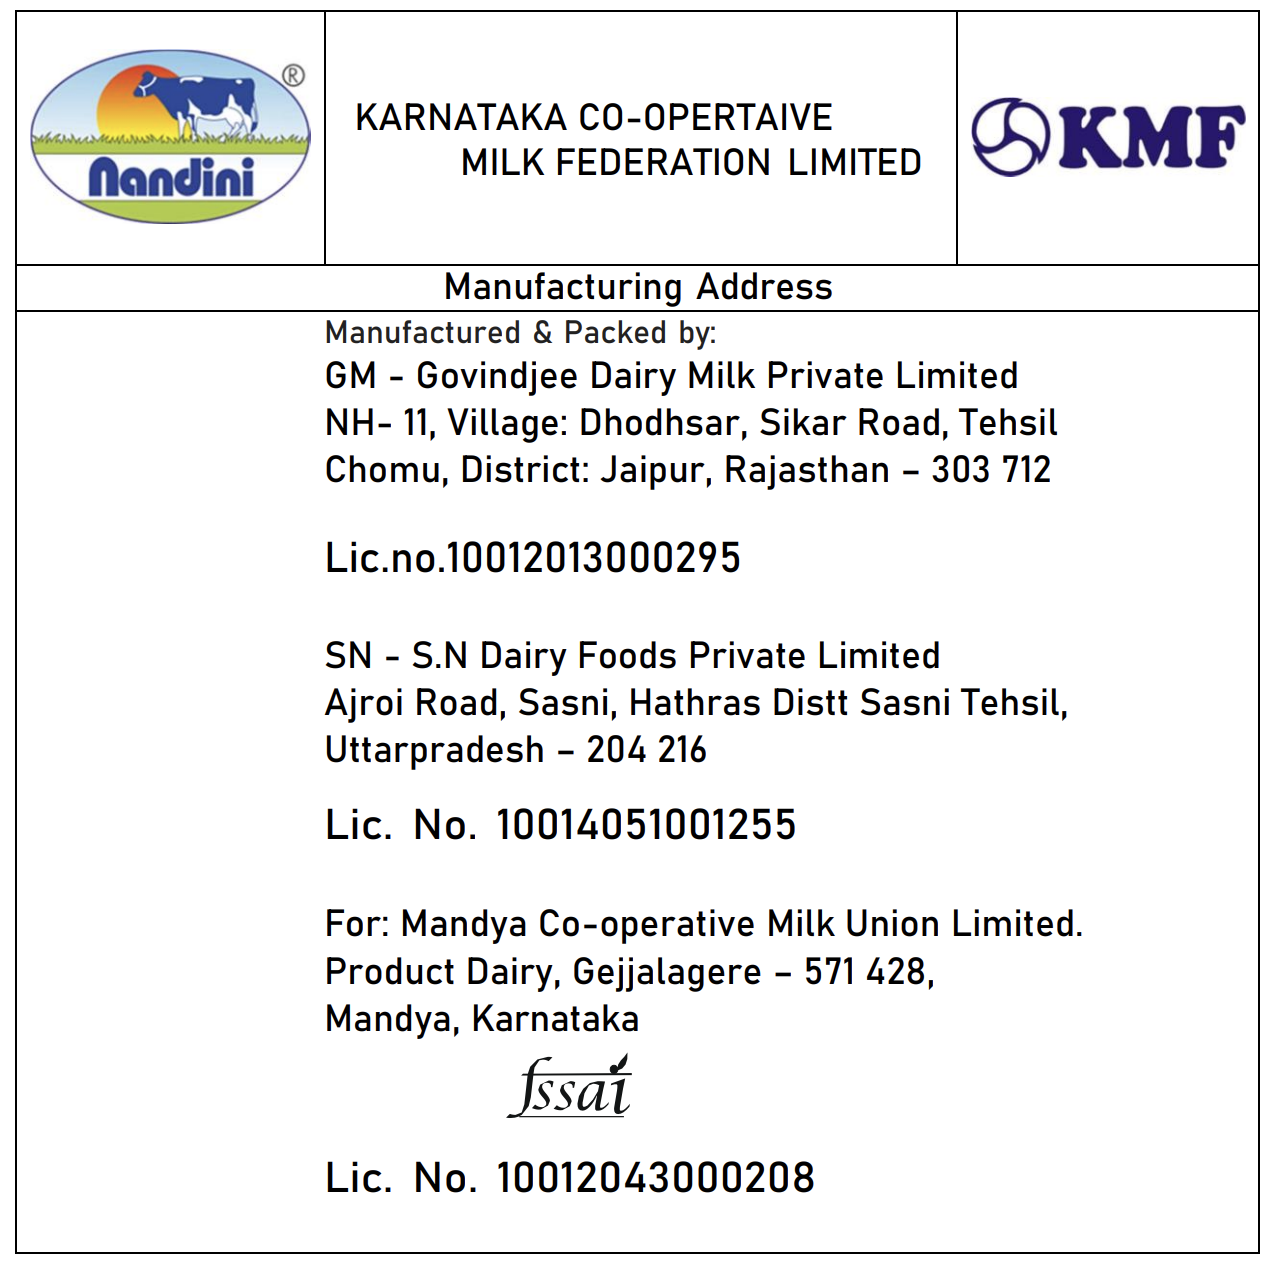 Nandini ®
KARNATAKA CO-OPERTAIVE
MILK FEDERATION LIMITED
KMF
Manufacturing Address
Manufactured & Packed by:
GM - Govindjee Dairy Milk Private Limited
NH- 11, Village: Dhodhsar, Sikar Road, Tehsil
Chomu, District: Jaipur, Rajasthan – 303 712
Lic.no.10012013000295
SN - S.N Dairy Foods Private Limited
Ajroi Road, Sasni, Hathras Distt Sasni Tehsil,
Uttarpradesh – 204 216
Lic. No. 10014051001255
For: Mandya Co-operative Milk Union Limited.
Product Dairy, Gejjalagere – 571 428,
Mandya, Karnataka
fssai
Lic. No. 10012043000208